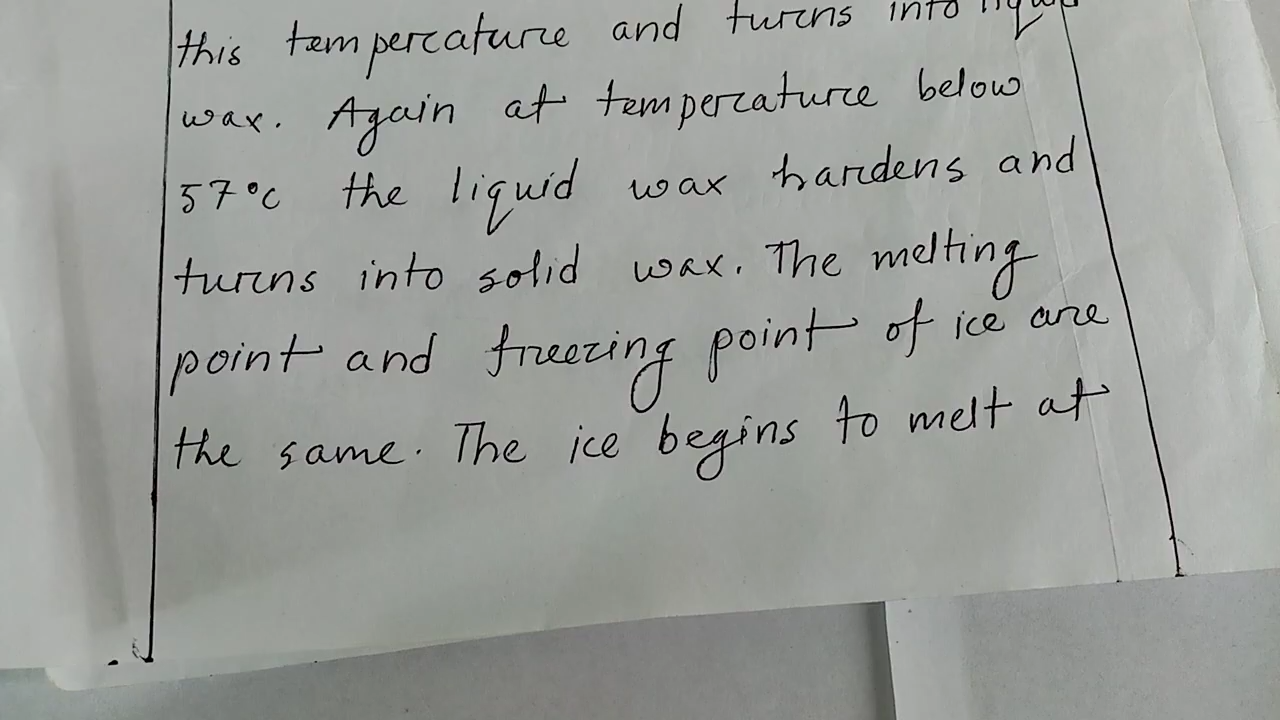 this temperature and turns into liquid
wax. Again at temperature below
57°c the liquid wax hardens and
turns into solid wax. The melting
point and freezing point of ice are
the same. The ice begins to melt at